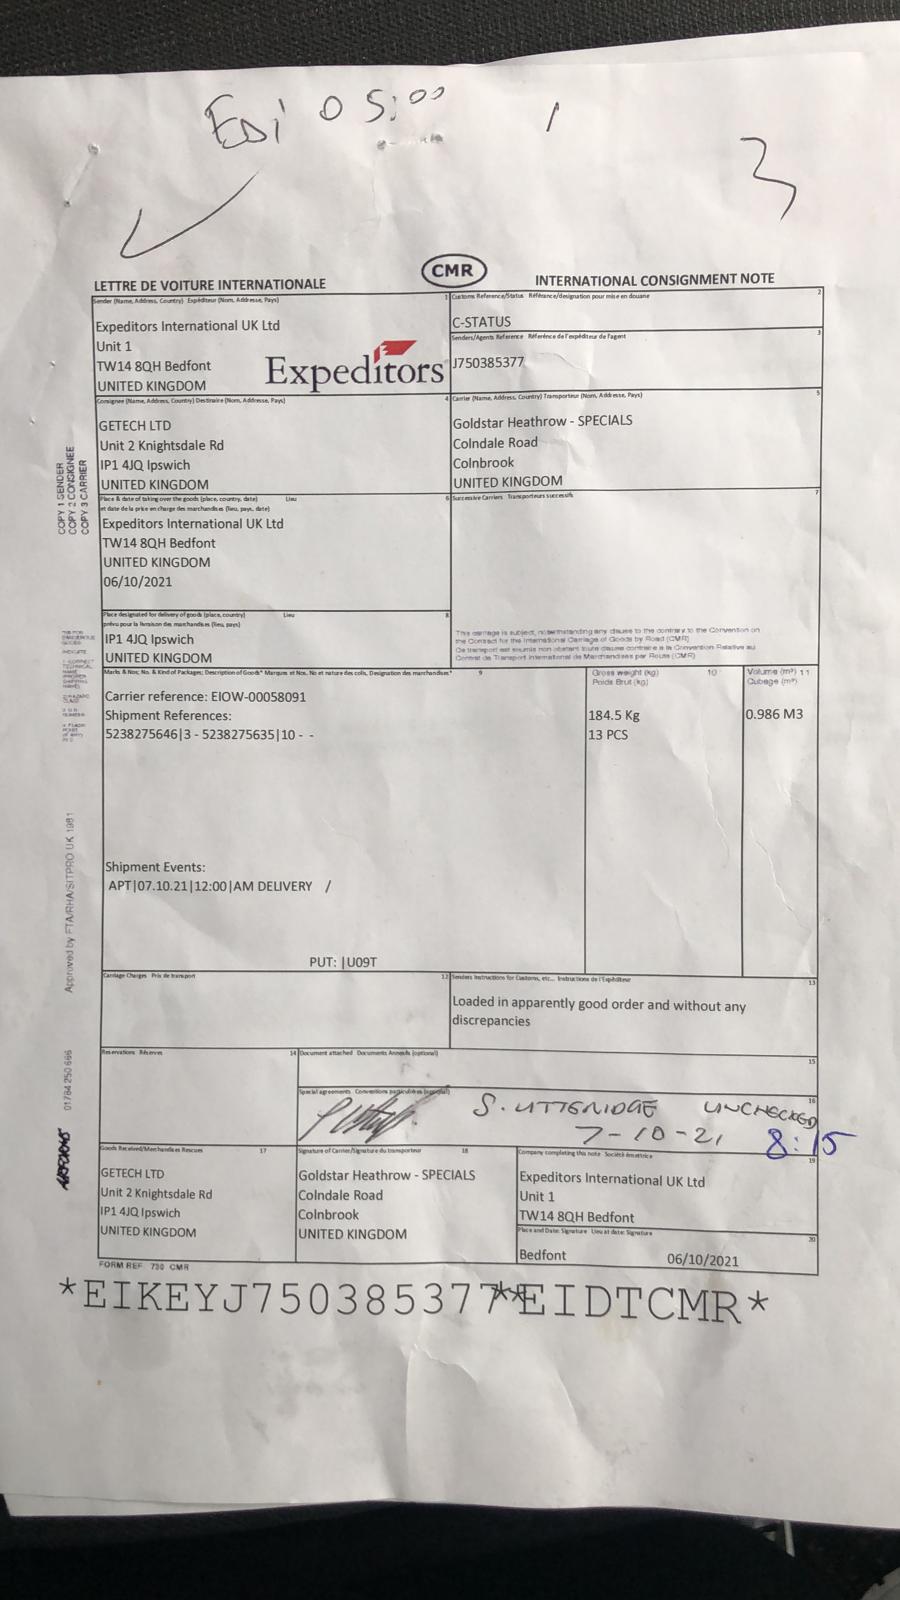 EDI 05:00
1
3
CMR
LETTRE DE VOITURE INTERNATIONALE
INTERNATIONAL CONSIGNMENT NOTE
Sender (Name, Address, Country) Expéditeur (Nom, Adresse, Pays) 1
Expeditors International UK Ltd
Unit 1
TW14 8QH Bedfont
UNITED KINGDOM
Expeditors
Customs Reference/Status Référence/designation pour mise en douane 2
C-STATUS
Senders/Agents Reference Référence de l'expéditeur de l'agent 3
J750385377
Consignee (Name, Address, Country) Destinaire (Nom, Adresse, Pays) 4
GETECH LTD
Unit 2 Knightsdale Rd
IP1 4JQ Ipswich
UNITED KINGDOM
Carrier (Name, Address, Country) Transporteur (Nom, Adresse, Pays) 5
Goldstar Heathrow - SPECIALS
Colndale Road
Colnbrook
UNITED KINGDOM
COPY 1 SENDER
COPY 2 CONSIGNEE
COPY 3 CARRIER
Place & date of taking over the goods (place, country, date) Lieu 6
et date de la prise en charge des marchandises (lieu, pays, date)
Expeditors International UK Ltd
TW14 8QH Bedfont
UNITED KINGDOM
06/10/2021
Successive Carriers Transporteurs successifs 7
Place designated for delivery of goods (place, country) Lieu 8
prévu pour la livraison des marchandises (lieu, pays)
IP1 4JQ Ipswich
UNITED KINGDOM
This carriage is subject, notwithstanding any clause to the contrary to the Convention on
the Contract for the International Carriage of Goods by Road (CMR)
Ce transport est soumis non obstant toute clause contraire a la Convention Relative au
Contrat de Transport International de Marchandises par Route (CMR)
Marks & Nos; No. & Kind of Packages; Description of Goods* Marques et Nos, No et nature des colis, Designation des marchandises* 9
Gross weight (kg) 10
Poids Brut (kg)
Volume (m³) 11
Cubage (m³)
Carrier reference: EIOW-00058091
Shipment References:
5238275646|3 - 5238275635|10 - -
184.5 Kg
13 PCS
0.986 M3
Shipment Events:
APT|07.10.21|12:00|AM DELIVERY /
PUT: |U09T
Approved by FTA/RHA/SITPRO UK 1981
01784 250 666
Carriage Charges Prix de transport 12
Senders Instructions for Customs, etc... Instructions de l'Expéditeur 13
Loaded in apparently good order and without any
discrepancies
Reservations Réserves 14
Document attached Documents Annexés (optional) 15
Special agreements Conventions particulières (optional) 16
S. UTTERIDGE UNCHECKED
7-10-21 8:15
Goods Received/Merchandises Rescues 17
GETECH LTD
Unit 2 Knightsdale Rd
IP1 4JQ Ipswich
UNITED KINGDOM
Signature of Carrier/Signature du transporteur 18
Goldstar Heathrow - SPECIALS
Colndale Road
Colnbrook
UNITED KINGDOM
Company completing this note Société émettrice 19
Expeditors International UK Ltd
Unit 1
TW14 8QH Bedfont
Place and Date; Signature Lieu at date; Signature 20
Bedfont 06/10/2021
FORM REF 730 CMR
*EIKEYJ750385377**EIDTCMR*